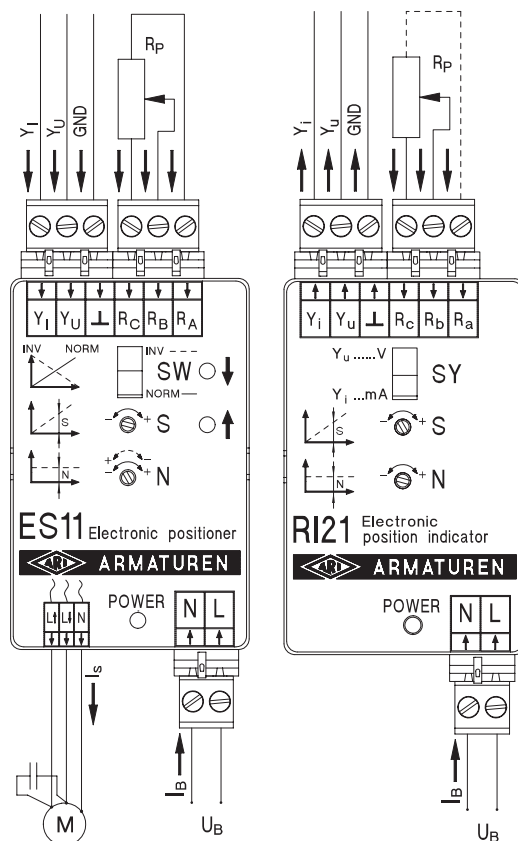 Y_I Y_U GND R_P
Y_I Y_U ⊥ R_C R_B R_A
INV NORM
INV
SW
NORM
S - + S
N + - - + N
ES11 Electronic positioner
ARI ARMATUREN
L↑ L↓ N
POWER
N L
I_S
M
I_B
U_B
Y_i Y_u GND R_P
Y_i Y_u ⊥ R_c R_b R_a
Y_u ......V
SY
Y_i ...mA
S - + S
N - + N
RI21 Electronic
position indicator
ARI ARMATUREN
POWER
N L
I_B
U_B